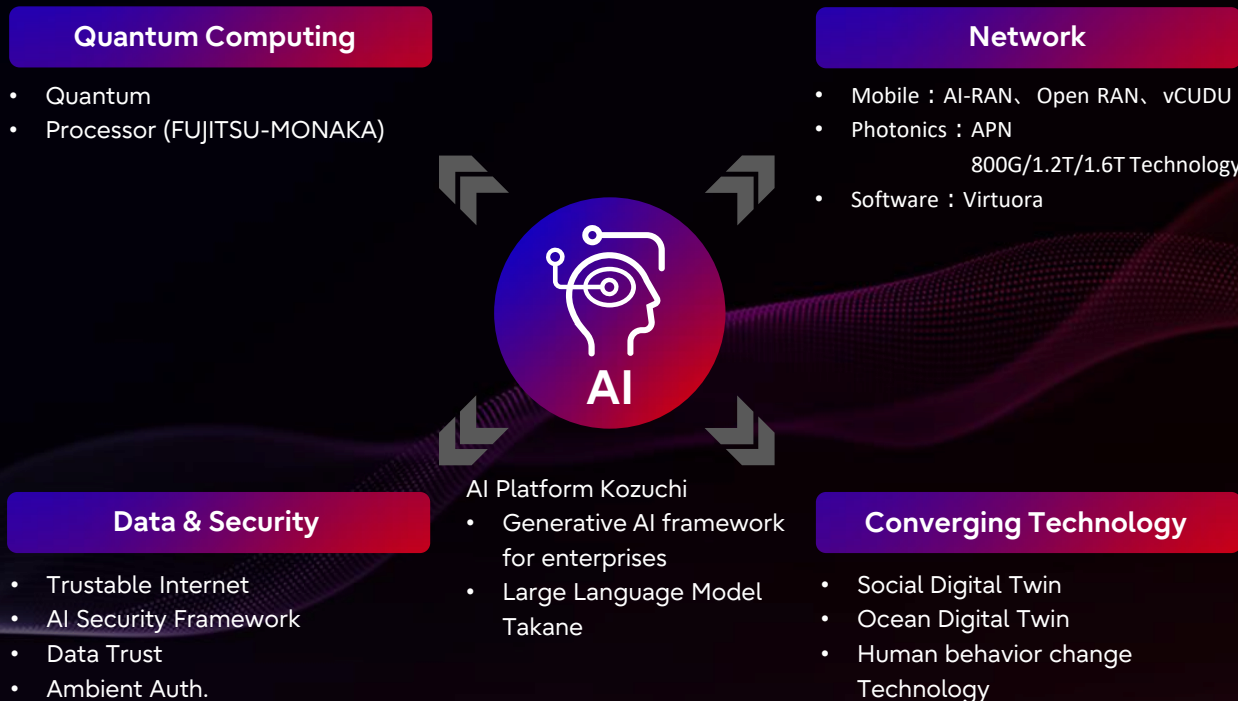 Quantum Computing
• Quantum
• Processor (FUJITSU-MONAKA)
Network
• Mobile：AI-RAN、Open RAN、vCUDU
• Photonics：APN
800G/1.2T/1.6T Technology
• Software：Virtuora
AI
AI Platform Kozuchi
• Generative AI framework
for enterprises
• Large Language Model
Takane
Data & Security
• Trustable Internet
• AI Security Framework
• Data Trust
• Ambient Auth.
Converging Technology
• Social Digital Twin
• Ocean Digital Twin
• Human behavior change
Technology